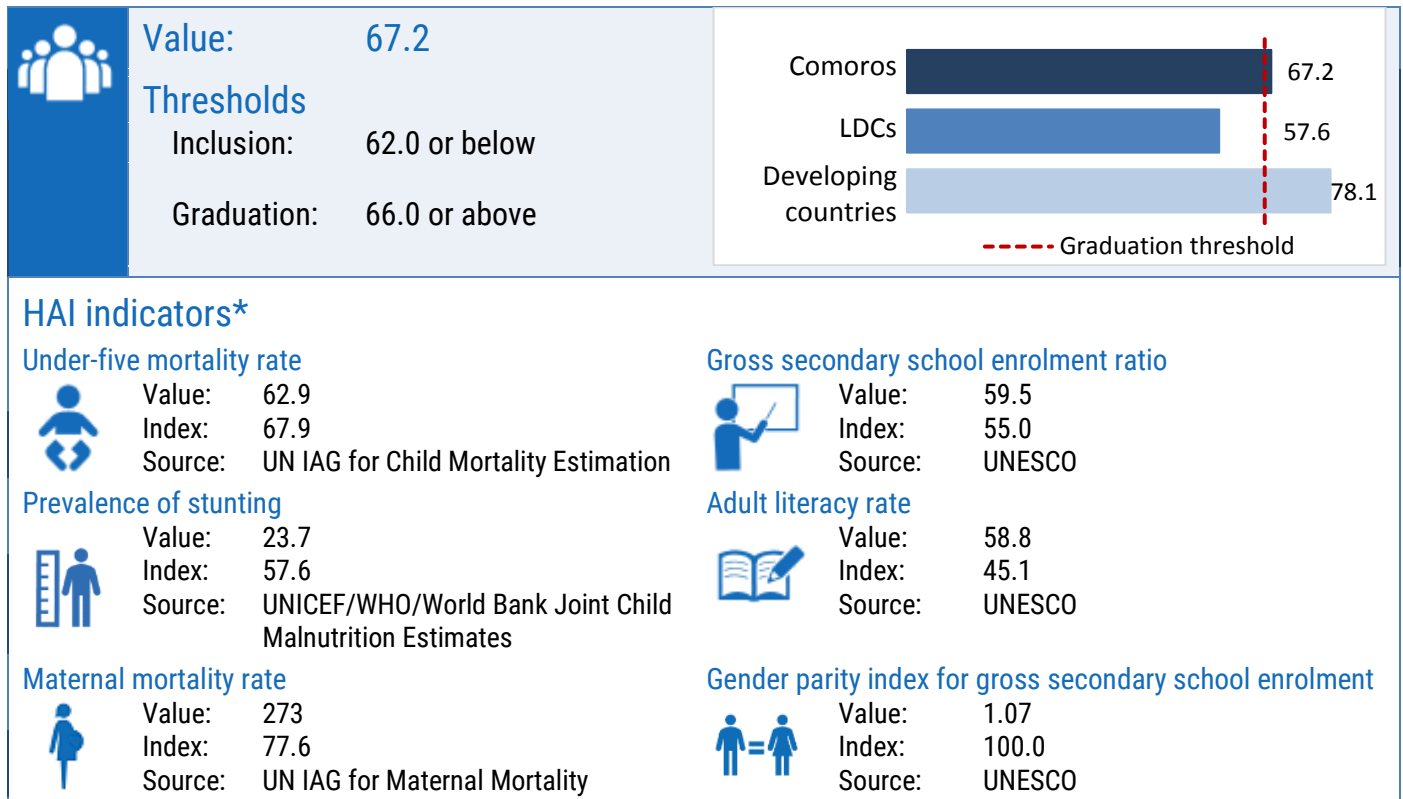 Value: 67.2
Thresholds
Inclusion: 62.0 or below
Graduation: 66.0 or above
Comoros 67.2
LDCs 57.6
Developing
countries 78.1
Graduation threshold
HAI indicators*
Under-five mortality rate
Value: 62.9
Index: 67.9
Source: UN IAG for Child Mortality Estimation
Prevalence of stunting
Value: 23.7
Index: 57.6
Source: UNICEF/WHO/World Bank Joint Child
Malnutrition Estimates
Maternal mortality rate
Value: 273
Index: 77.6
Source: UN IAG for Maternal Mortality
Gross secondary school enrolment ratio
Value: 59.5
Index: 55.0
Source: UNESCO
Adult literacy rate
Value: 58.8
Index: 45.1
Source: UNESCO
Gender parity index for gross secondary school enrolment
Value: 1.07
Index: 100.0
Source: UNESCO